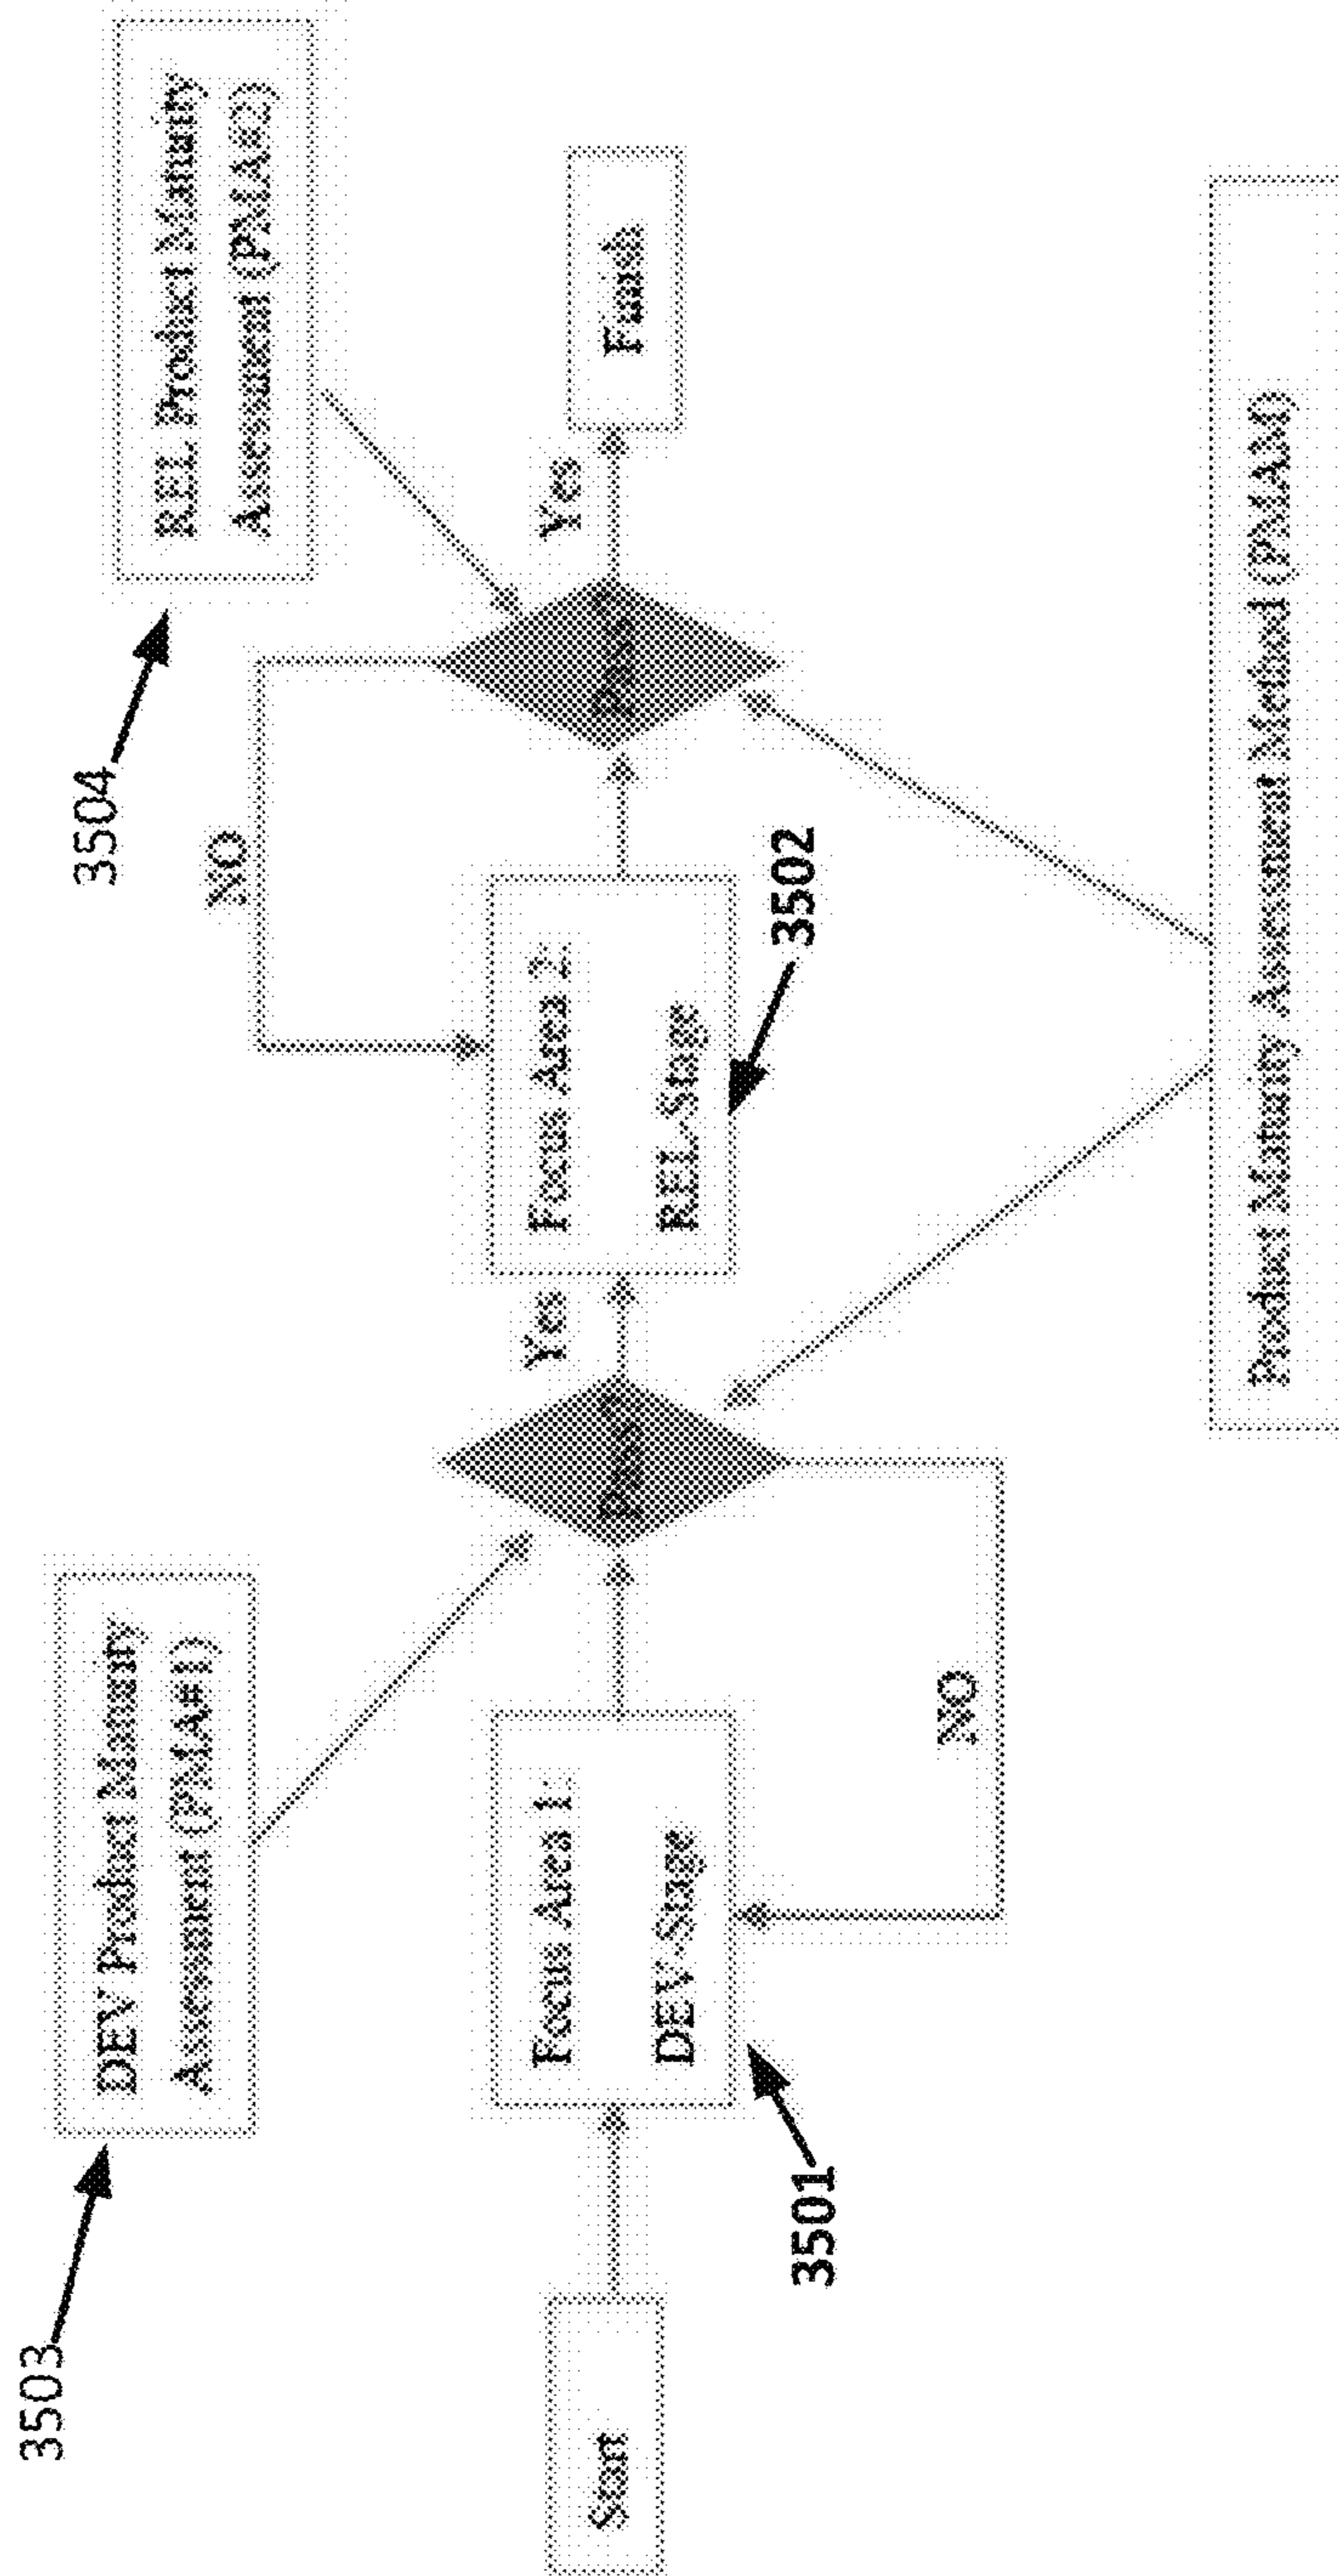 3503
DEV Product Maturity
Assessment (PMA#1)
3504
REL Product Maturity
Assessment (PMA#2)
NO
Start
Focus Area 1:
DEV-Stage
3501
Pass?
Yes
NO
Focus Area 2:
REL-Stage
3502
Yes
Finish
Product Maturity Assessment Method (PMAM)